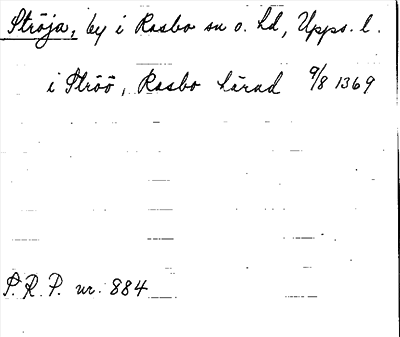 Ströja, by i Rasbo sn o. hd, Upps. l.
i Ströö, Rasbo härad 9/8 1369
S.R.P. nr. 884